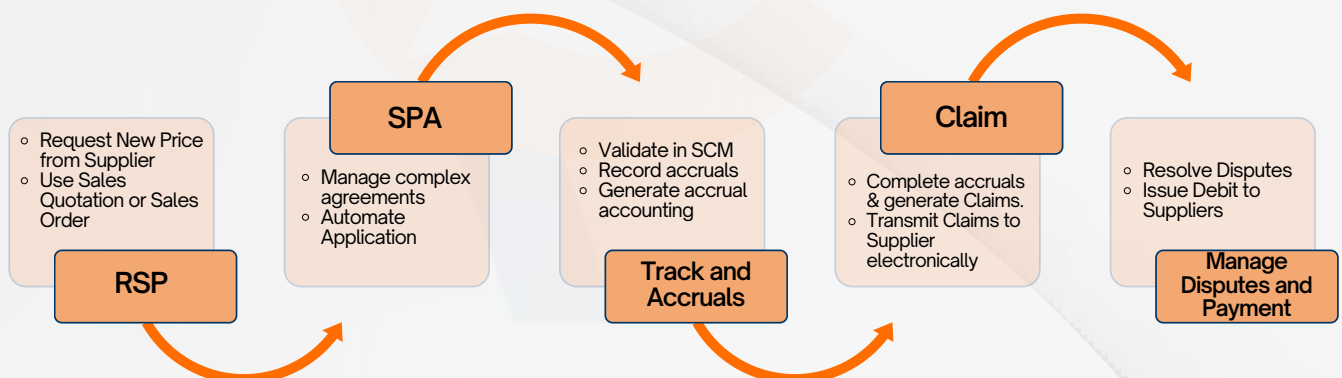 Request New Price
from Supplier
Use Sales
Quotation or Sales
Order
RSP
SPA
Manage complex
agreements
Automate
Application
Validate in SCM
Record accruals
Generate accrual
accounting
Track and
Accruals
Claim
Complete accruals
& generate Claims.
Transmit Claims to
Supplier
electronically
Resolve Disputes
Issue Debit to
Suppliers
Manage
Disputes and
Payment